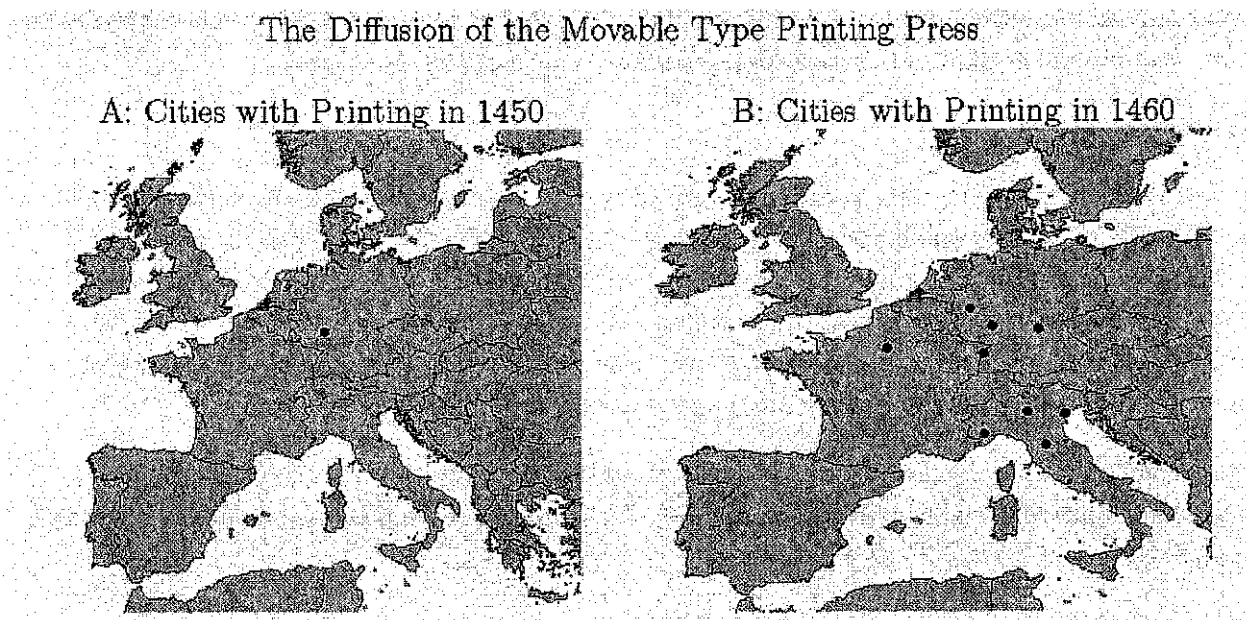 The Diffusion of the Movable Type Printing Press
A: Cities with Printing in 1450
B: Cities with Printing in 1460